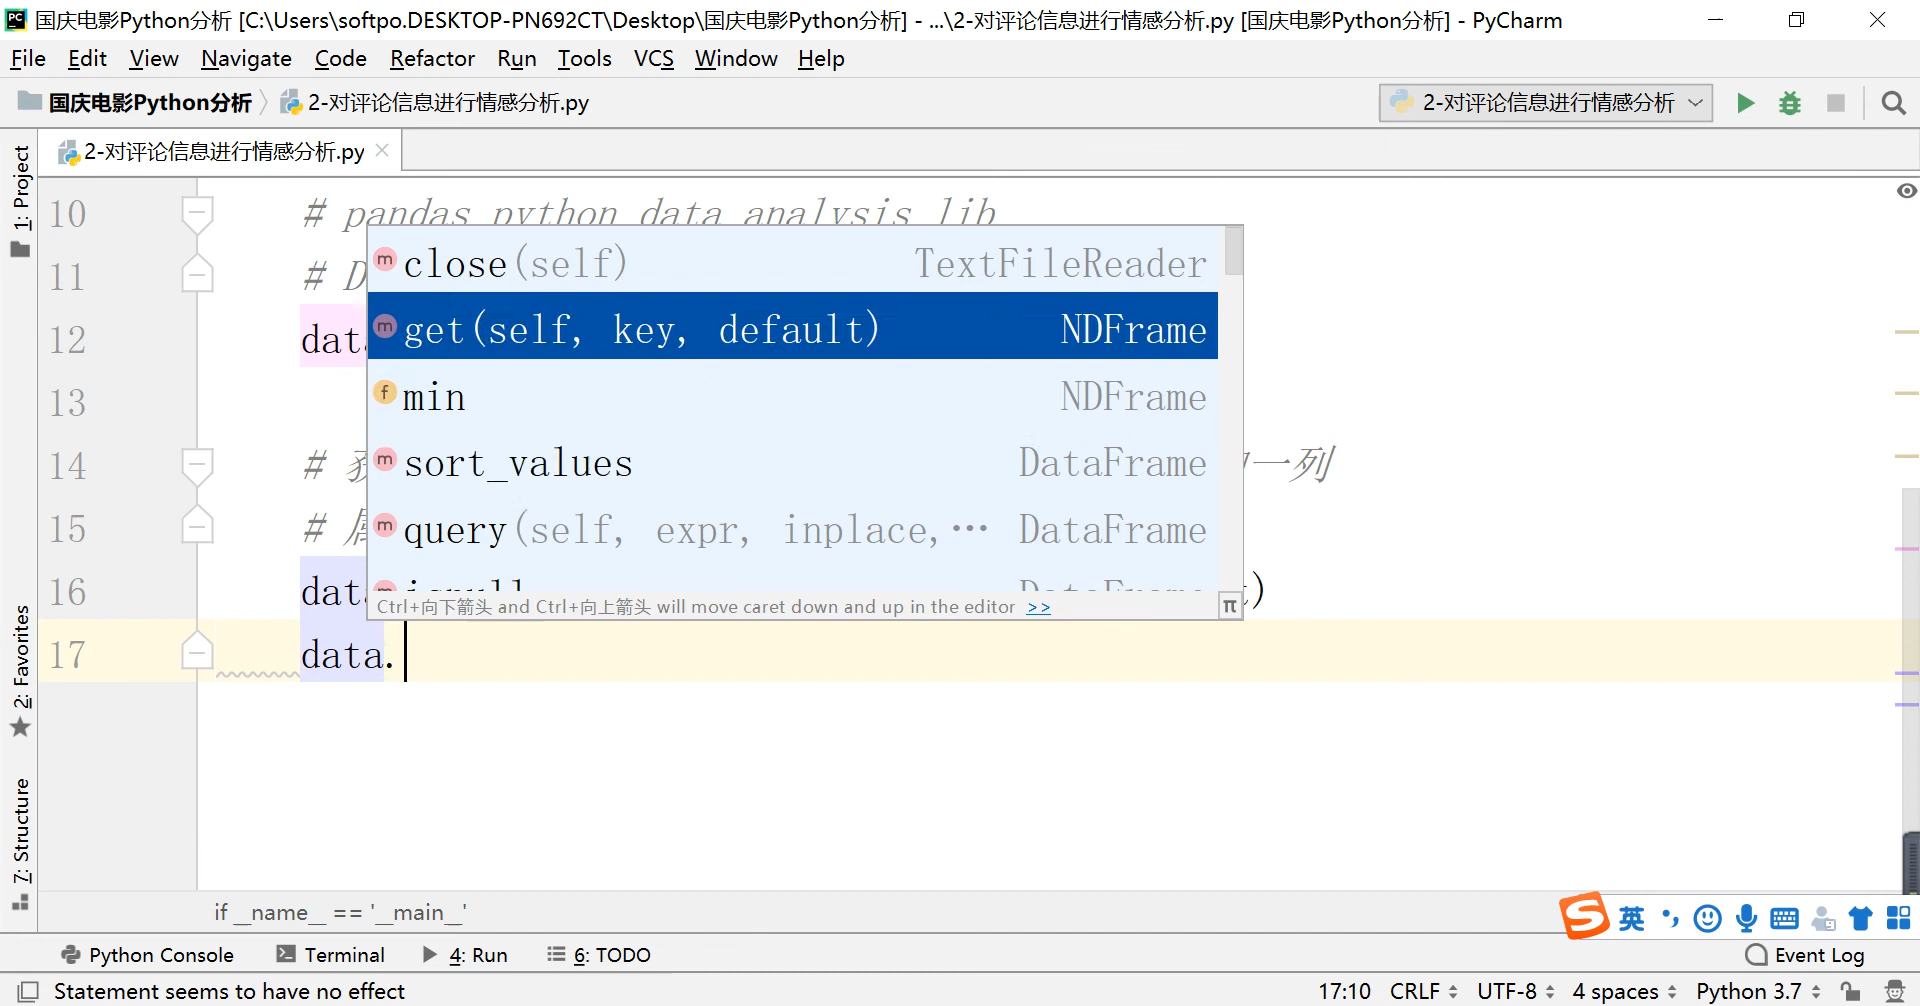 国庆电影Python分析 [C:\Users\softpo.DESKTOP-PN692CT\Desktop\国庆电影Python分析] - ...\2-对评论信息进行情感分析.py [国庆电影Python分析] - PyCharm
File Edit View Navigate Code Refactor Run Tools VCS Window Help
国庆电影Python分析 2-对评论信息进行情感分析.py 2-对评论信息进行情感分析
1: Project
2-对评论信息进行情感分析.py
10 # pandas python data analysis lib
close(self) TextFileReader
11 # D
get(self, key, default) NDFrame
12 dat
min NDFrame
13
sort_values DataFrame
14 # 一列
query(self, expr, inplace,... DataFrame
15 #
isnull DataFrame
16 dat )
Ctrl+向下箭头 and Ctrl+向上箭头 will move caret down and up in the editor >> π
17 data.
2: Favorites
7: Structure
if __name__ == '__main__'
英
Python Console Terminal 4: Run 6: TODO Event Log
Statement seems to have no effect 17:10 CRLF UTF-8 4 spaces Python 3.7